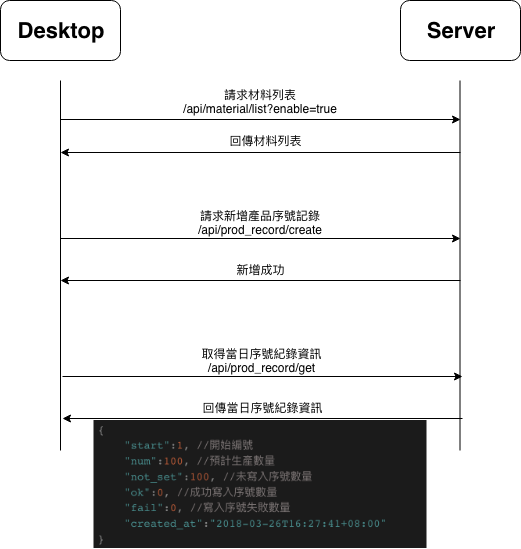 Desktop
Server
請求材料列表
/api/material/list?enable=true
回傳材料列表
請求新增產品序號記錄
/api/prod_record/create
新增成功
取得當日序號紀錄資訊
/api/prod_record/get
回傳當日序號紀錄資訊
{
"start":1, //開始編號
"num":100, //預計生產數量
"not_set":100, //未寫入序號數量
"ok":0, //成功寫入序號數量
"fail":0, //寫入序號失敗數量
"created_at":"2018-03-26T16:27:41+08:00"
}